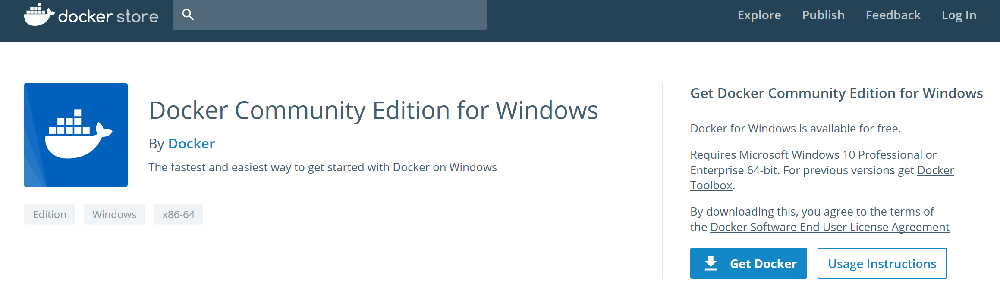 docker store
Explore Publish Feedback Log In
Docker Community Edition for Windows
By Docker
The fastest and easiest way to get started with Docker on Windows
Edition Windows x86-64
Get Docker Community Edition for Windows
Docker for Windows is available for free.
Requires Microsoft Windows 10 Professional or
Enterprise 64-bit. For previous versions get Docker
Toolbox.
By downloading this, you agree to the terms of
the Docker Software End User License Agreement
Get Docker Usage Instructions